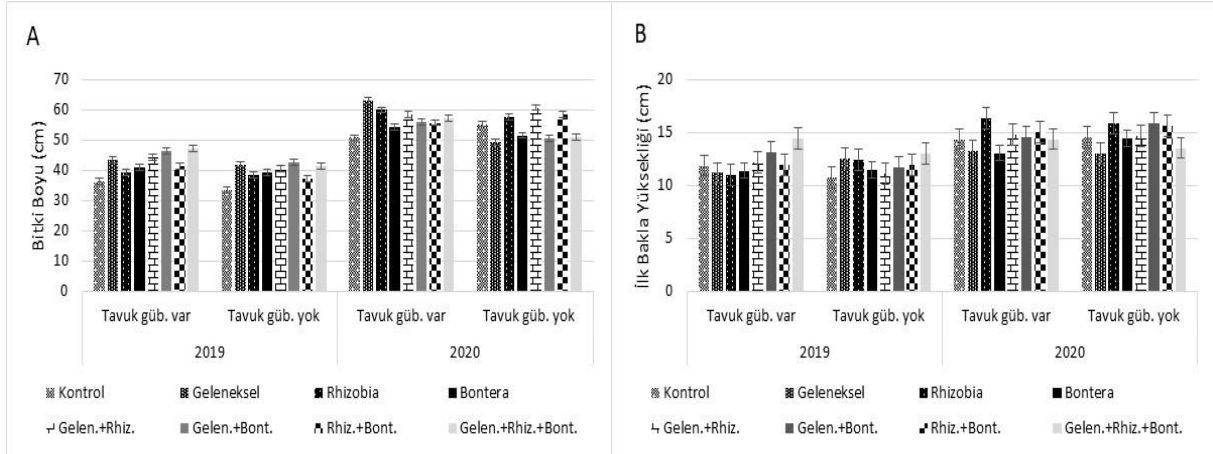 A
Bitki Boyu (cm)
70
60
50
40
30
20
10
0
Tavuk güb. var
Tavuk güb. yok
Tavuk güb. var
Tavuk güb. yok
2019
2020
Kontrol
Geleneksel
Rhizobia
Bontera
Gelen.+Rhiz.
Gelen.+Bont.
Rhiz.+Bont.
Gelen.+Rhiz.+Bont.
B
İlk Bakla Yüksekliği (cm)
20
15
10
5
0
Tavuk güb. var
Tavuk güb. yok
Tavuk güb. var
Tavuk güb. yok
2019
2020
Kontrol
Geleneksel
Rhizobia
Bontera
Gelen.+Rhiz.
Gelen.+Bont.
Rhiz.+Bont.
Gelen.+Rhiz.+Bont.